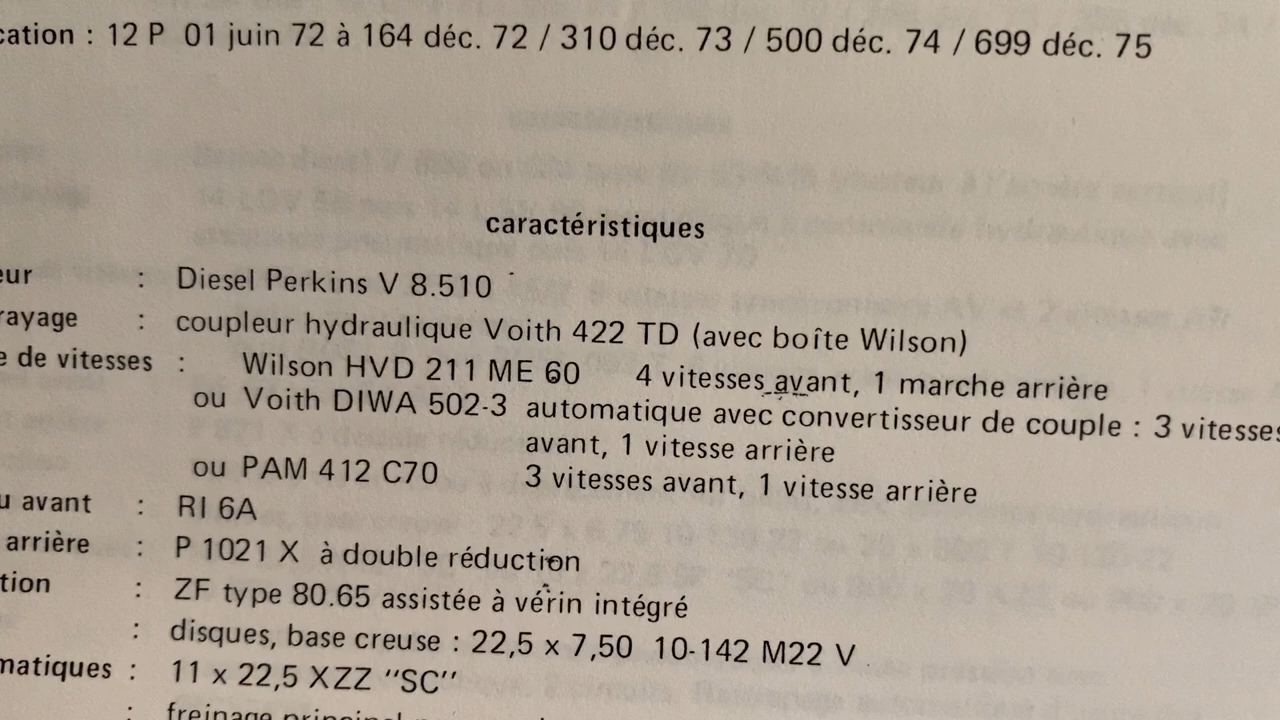 cation : 12 P 01 juin 72 à 164 déc. 72 / 310 déc. 73 / 500 déc. 74 / 699 déc. 75
caractéristiques
eur : Diesel Perkins V 8.510
rayage : coupleur hydraulique Voith 422 TD (avec boîte Wilson)
e de vitesses : Wilson HVD 211 ME 60 4 vitesses avant, 1 marche arrière
ou Voith DIWA 502-3 automatique avec convertisseur de couple : 3 vitesses
avant, 1 vitesse arrière
ou PAM 412 C70 3 vitesses avant, 1 vitesse arrière
u avant : RI 6A
arrière : P 1021 X à double réduction
tion : ZF type 80.65 assistée à vérin intégré
: disques, base creuse : 22,5 x 7,50 10-142 M22 V
matiques : 11 x 22,5 XZZ "SC"
: freinage principal